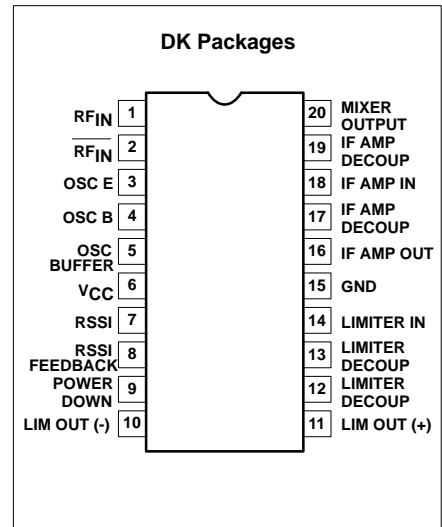 DK Packages
RFIN 1
RFIN 2
OSC E 3
OSC B 4
OSC
BUFFER 5
VCC 6
RSSI 7
RSSI
FEEDBACK 8
POWER
DOWN 9
LIM OUT (-) 10
20 MIXER
OUTPUT
19 IF AMP
DECOUP
18 IF AMP IN
17 IF AMP
DECOUP
16 IF AMP OUT
15 GND
14 LIMITER IN
13 LIMITER
DECOUP
12 LIMITER
DECOUP
11 LIM OUT (+)